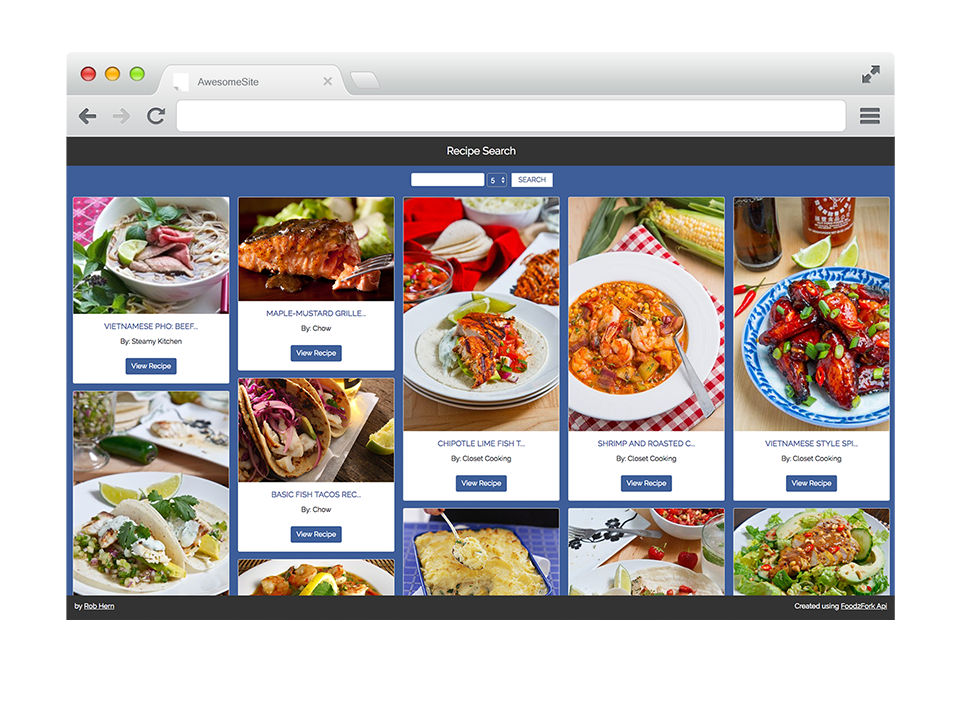 AwesomeSite
Recipe Search
5
SEARCH
VIETNAMESE PHO: BEEF...
By: Steamy Kitchen
View Recipe
MAPLE-MUSTARD GRILLE...
By: Chow
View Recipe
BASIC FISH TACOS REC...
By: Chow
View Recipe
CHIPOTLE LIME FISH T...
By: Closet Cooking
View Recipe
SHRIMP AND ROASTED C...
By: Closet Cooking
View Recipe
VIETNAMESE STYLE SPI...
By: Closet Cooking
View Recipe
by Rob Hern
Created using Food2Fork Api